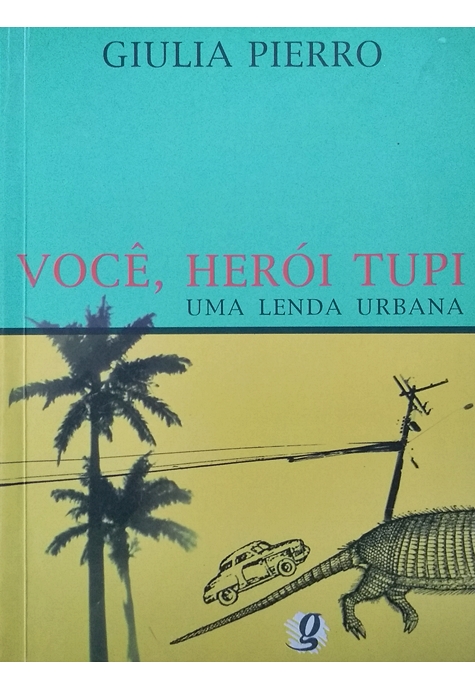 GIULIA PIERRO
VOCÊ, HERÓI TUPI
UMA LENDA URBANA
g